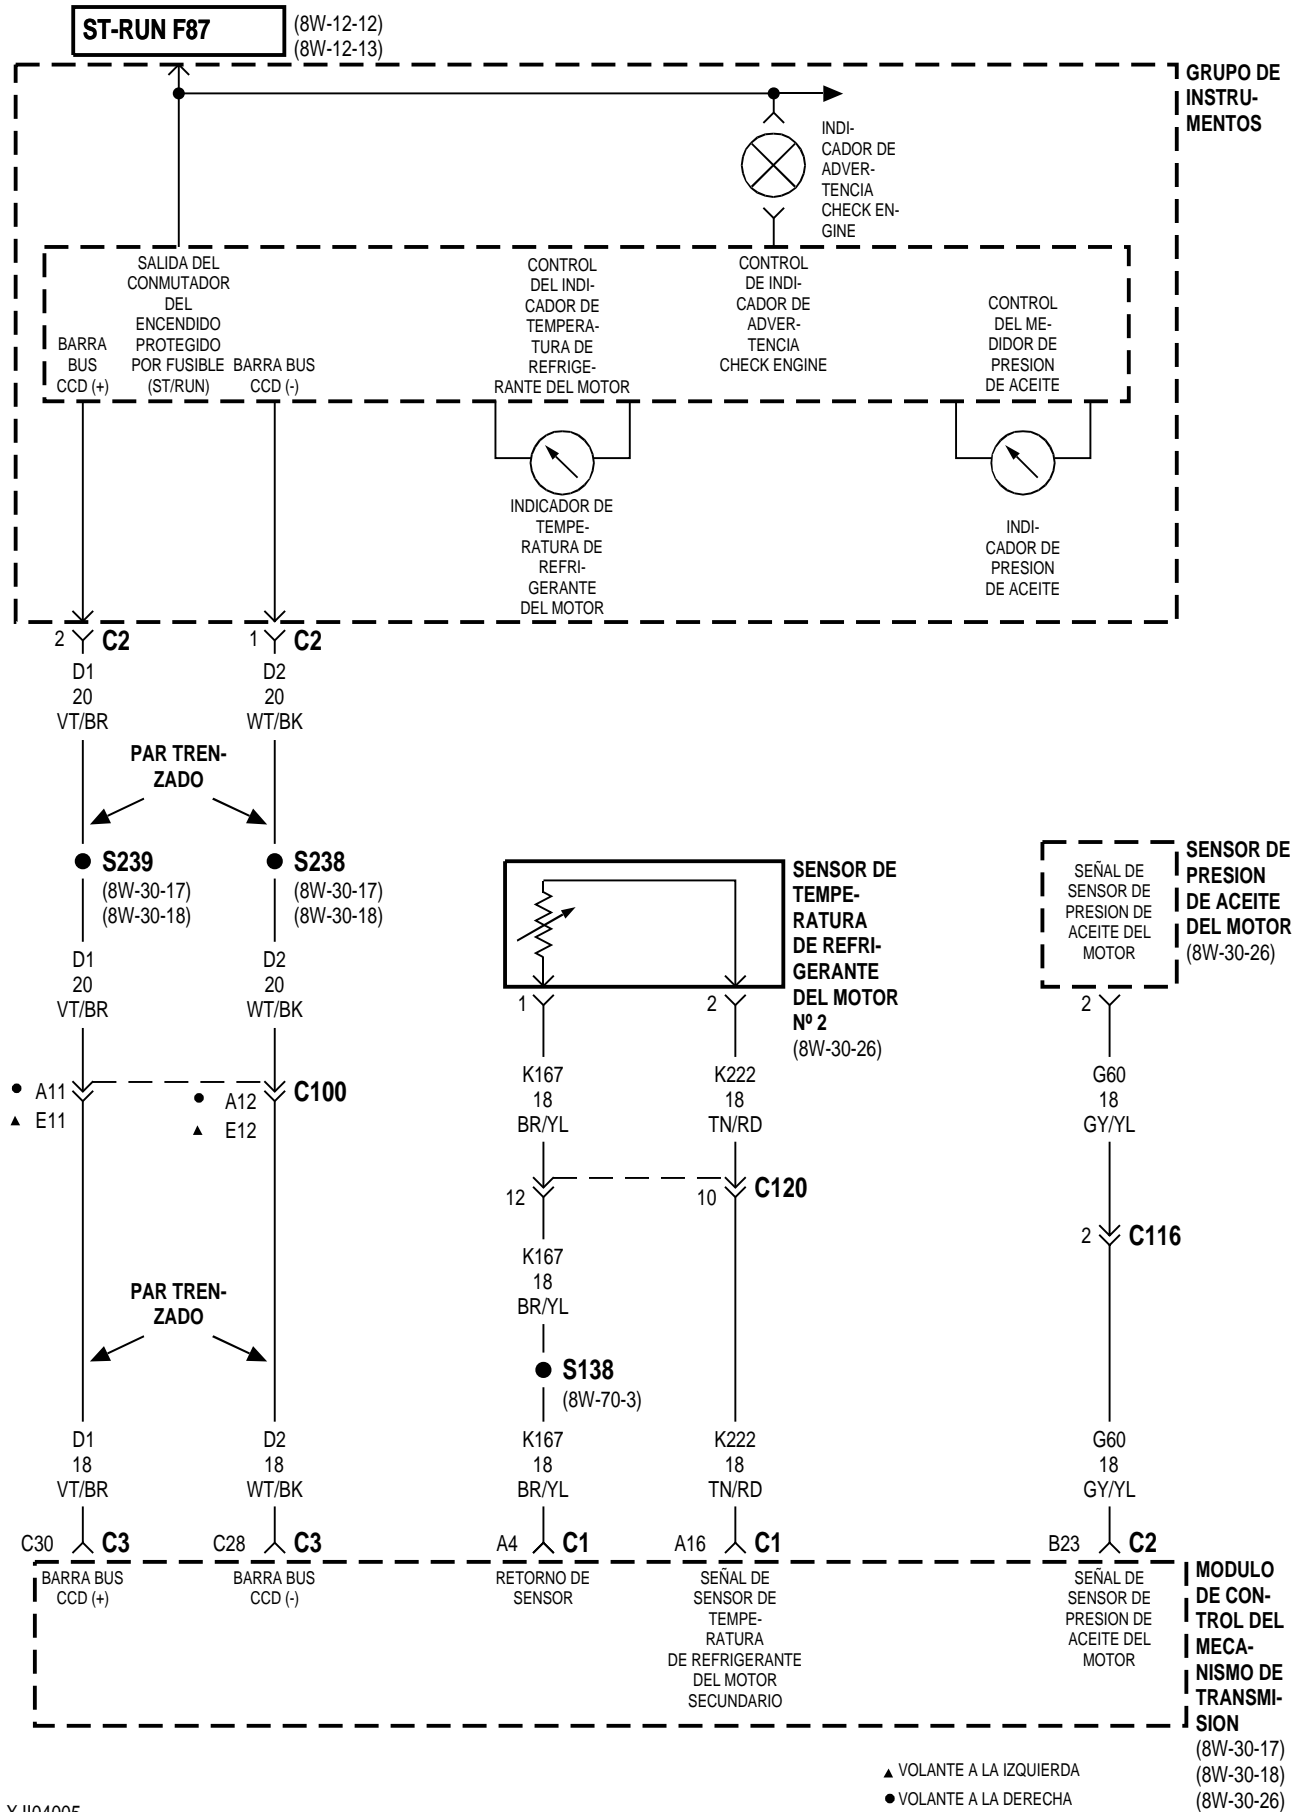 ST-RUN F87
(8W-12-12)
(8W-12-13)
GRUPO DE
INSTRU-
MENTOS
INDI-
CADOR DE
ADVER-
TENCIA
CHECK EN-
GINE
BARRA
BUS
CCD (+)
SALIDA DEL
CONMUTADOR
DEL
ENCENDIDO
PROTEGIDO
POR FUSIBLE
(ST/RUN)
BARRA BUS
CCD (-)
CONTROL
DEL INDI-
CADOR DE
TEMPERA-
TURA DE
REFRIGE-
RANTE DEL MOTOR
CONTROL
DE INDI-
CADOR DE
ADVER-
TENCIA
CHECK ENGINE
CONTROL
DEL ME-
DIDOR DE
PRESION
DE ACEITE
INDICADOR DE
TEMPE-
RATURA DE
REFRI-
GERANTE
DEL MOTOR
INDI-
CADOR DE
PRESION
DE ACEITE
2 C2
1 C2
D1
20
VT/BR
D2
20
WT/BK
PAR TREN-
ZADO
S239
(8W-30-17)
(8W-30-18)
S238
(8W-30-17)
(8W-30-18)
D1
20
VT/BR
D2
20
WT/BK
SENSOR DE
TEMPE-
RATURA
DE REFRI-
GERANTE
DEL MOTOR
Nº 2
(8W-30-26)
SEÑAL DE
SENSOR DE
PRESION DE
ACEITE DEL
MOTOR
SENSOR DE
PRESION
DE ACEITE
DEL MOTOR
(8W-30-26)
1
2
2
● A11
▲ E11
● A12
▲ E12
C100
K167
18
BR/YL
K222
18
TN/RD
G60
18
GY/YL
12
10
C120
2 C116
K167
18
BR/YL
PAR TREN-
ZADO
S138
(8W-70-3)
D1
18
VT/BR
D2
18
WT/BK
K167
18
BR/YL
K222
18
TN/RD
G60
18
GY/YL
C30 C3
C28 C3
A4 C1
A16 C1
B23 C2
BARRA BUS
CCD (+)
BARRA BUS
CCD (-)
RETORNO DE
SENSOR
SEÑAL DE
SENSOR DE
TEMPE-
RATURA
DE REFRIGERANTE
DEL MOTOR
SECUNDARIO
SEÑAL DE
SENSOR DE
PRESION DE
ACEITE DEL
MOTOR
MODULO
DE CON-
TROL DEL
MECA-
NISMO DE
TRANSMI-
SION
(8W-30-17)
(8W-30-18)
(8W-30-26)
▲ VOLANTE A LA IZQUIERDA
● VOLANTE A LA DERECHA